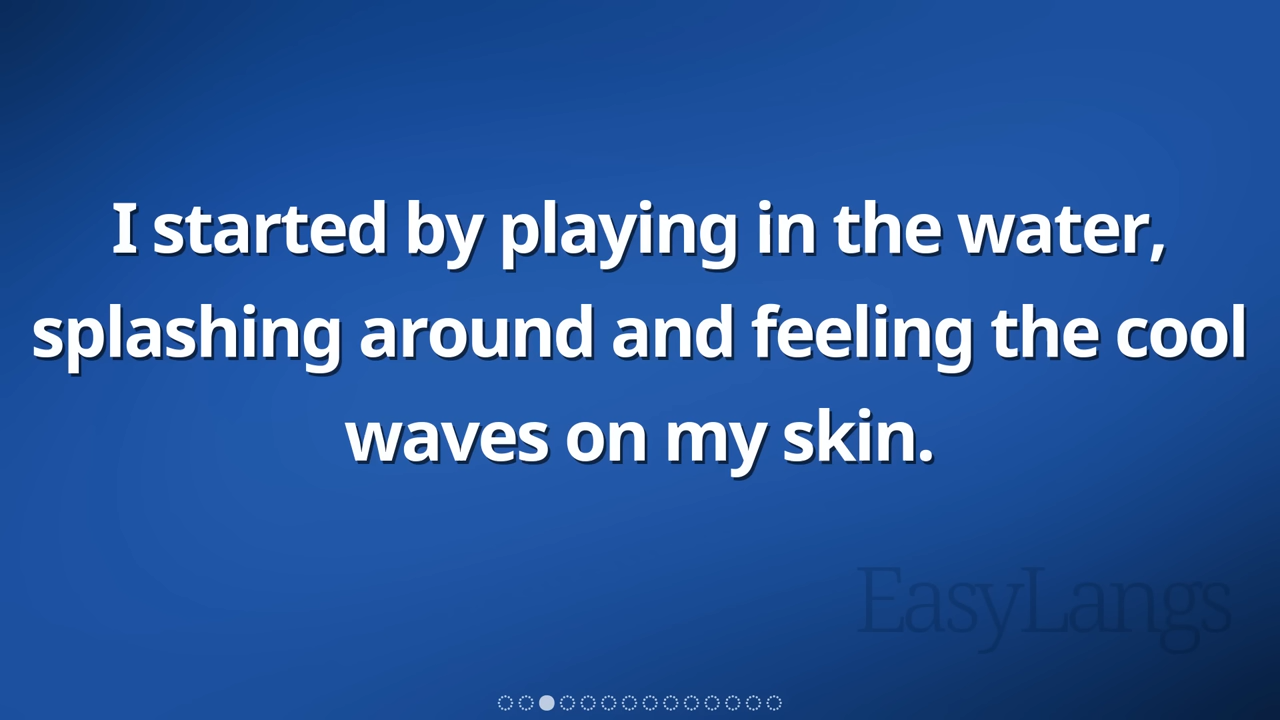 I started by playing in the water,
splashing around and feeling the cool
waves on my skin.
EasyLangs